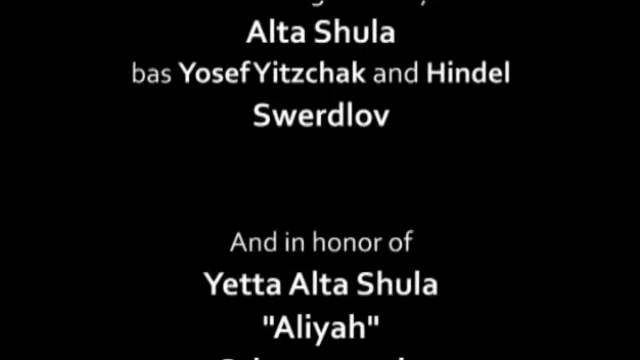 Alta Shula
bas Yosef Yitzchak and Hindel
Swerdlov
And in honor of
Yetta Alta Shula
"Aliyah"